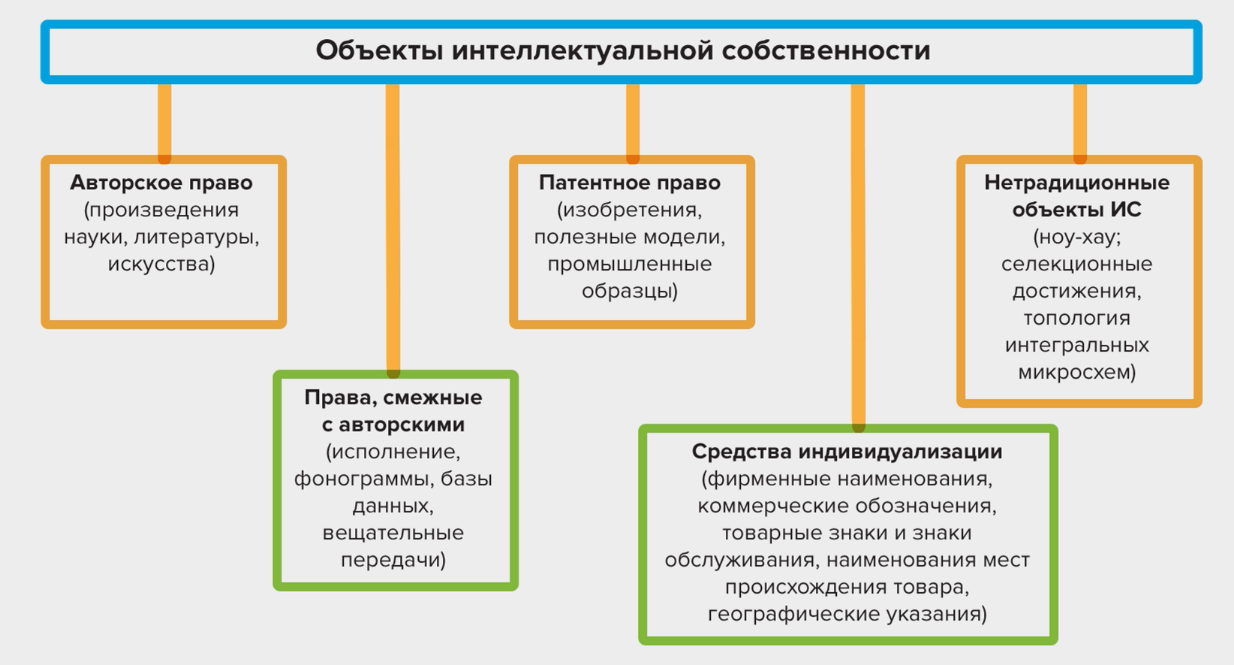 Объекты интеллектуальной собственности
Авторское право
(произведения
науки, литературы,
искусства)
Права, смежные
с авторскими
(исполнение,
фонограммы, базы
данных,
вещательные
передачи)
Патентное право
(изобретения,
полезные модели,
промышленные
образцы)
Средства индивидуализации
(фирменные наименования,
коммерческие обозначения,
товарные знаки и знаки
обслуживания, наименования мест
происхождения товара,
географические указания)
Нетрадиционные
объекты ИС
(ноу-хау;
селекционные
достижения,
топология
интегральных
микросхем)